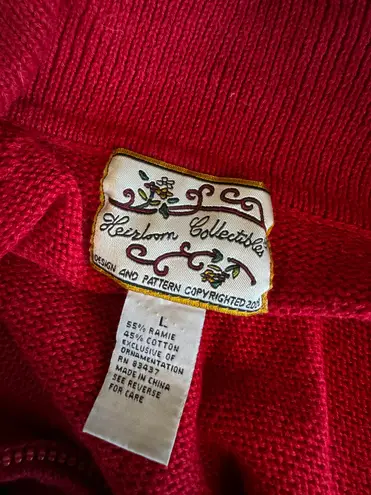 Heirloom Collectibles
DESIGN AND PATTERN COPYRIGHTED
L
55% RAMIE
45% COTTON
EXCLUSIVE OF
ORNAMENTATION
RN 83437
MADE IN CHINA
SEE REVERSE
FOR CARE